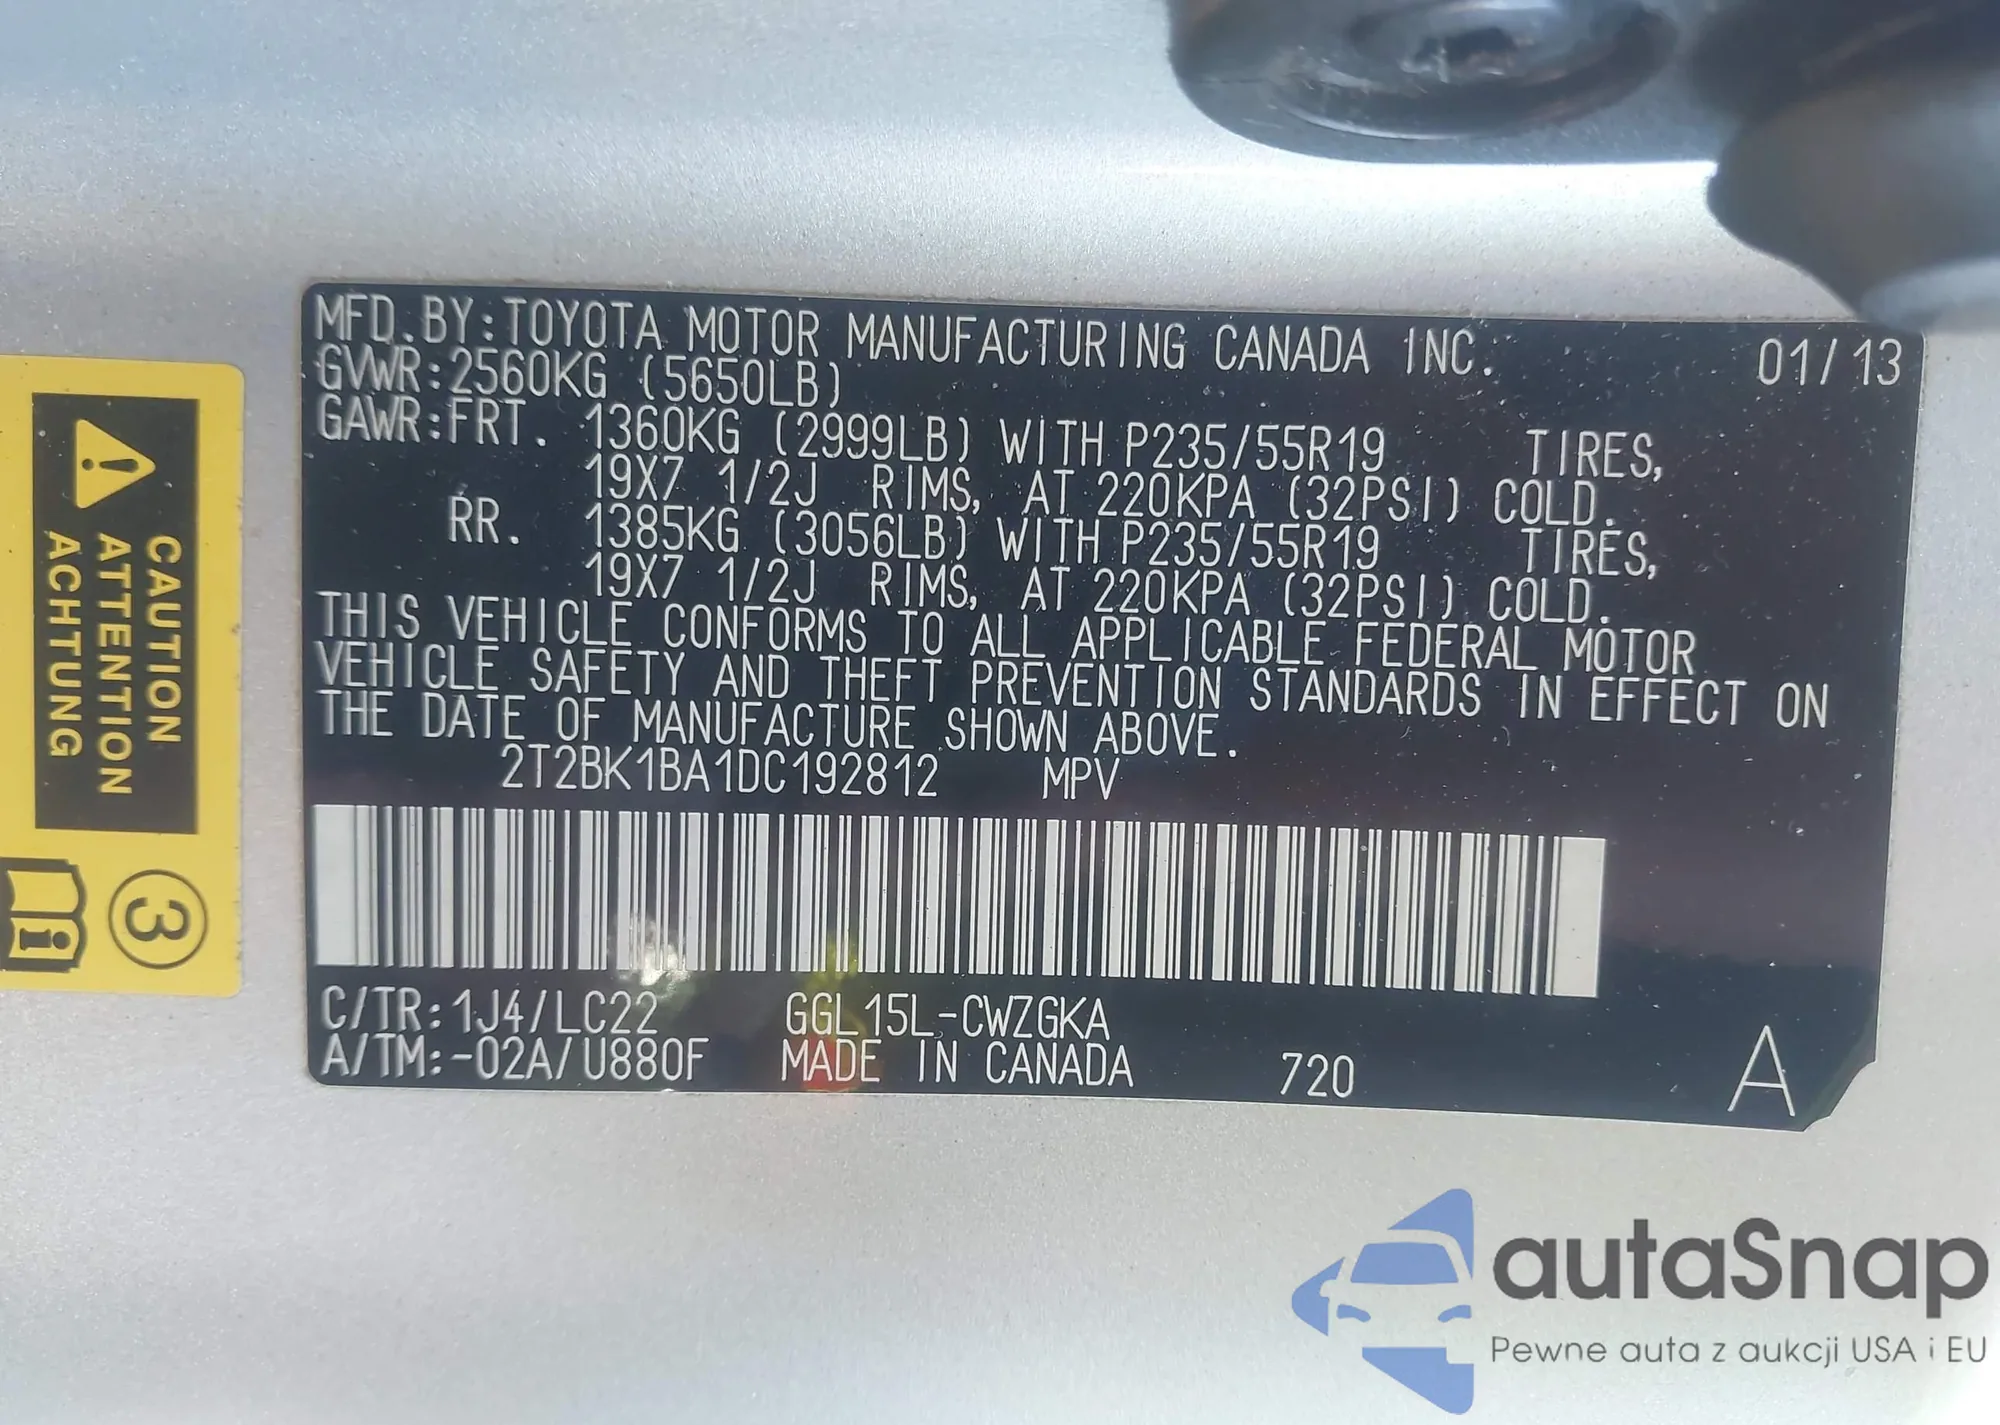 MFD.BY:TOYOTA MOTOR MANUFACTURING CANADA INC. 01/13
GVWR:2560KG (5650LB)
GAWR:FRT. 1360KG (2999LB) WITH P235/55R19 TIRES,
19X7 1/2J RIMS, AT 220KPA (32PSI) COLD.
RR. 1385KG (3056LB) WITH P235/55R19 TIRES,
19X7 1/2J RIMS, AT 220KPA (32PSI) COLD.
THIS VEHICLE CONFORMS TO ALL APPLICABLE FEDERAL MOTOR
VEHICLE SAFETY AND THEFT PREVENTION STANDARDS IN EFFECT ON
THE DATE OF MANUFACTURE SHOWN ABOVE.
2T2BK1BA1DC192812 MPV
C/TR:1J4/LC22 GGL15L-CWZGKA
A/TM:-02A/U880F MADE IN CANADA 720 A
CAUTION
ATTENTION
ACHTUNG
3
autaSnap
Pewne auta z aukcji USA i EU